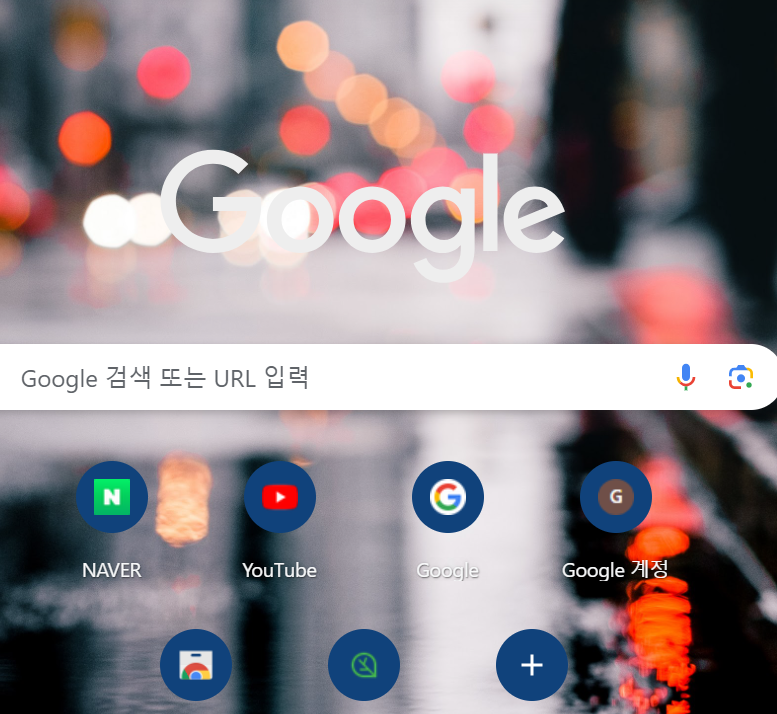 Google
Google 검색 또는 URL 입력
N
G
G
NAVER
YouTube
Google
Google 계정